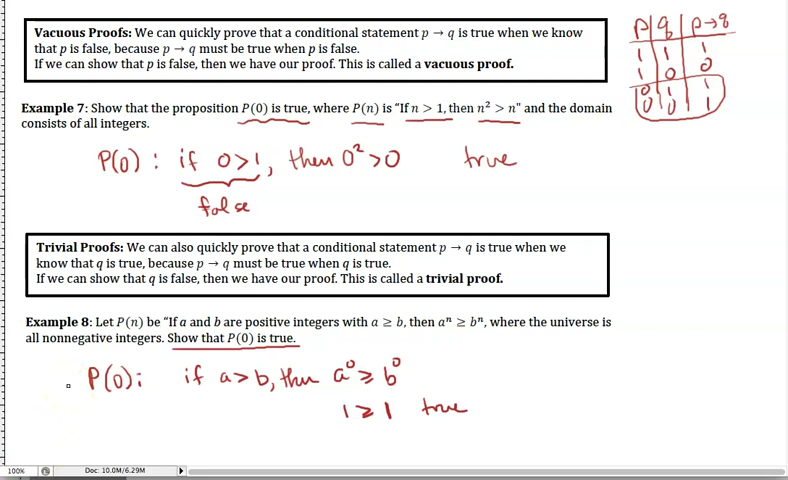 Vacuous Proofs: We can quickly prove that a conditional statement p → q is true when we know
that p is false, because p → q must be true when p is false.
If we can show that p is false, then we have our proof. This is called a vacuous proof.
p q p→q
1 1 1
1 0 0
0 1 1
0 0 1
Example 7: Show that the proposition P(0) is true, where P(n) is "If n > 1, then n² > n" and the domain
consists of all integers.
P(0) : if 0>1, then 0²>0 true
false
Trivial Proofs: We can also quickly prove that a conditional statement p → q is true when we
know that q is true, because p → q must be true when q is true.
If we can show that q is false, then we have our proof. This is called a trivial proof.
Example 8: Let P(n) be "If a and b are positive integers with a ≥ b, then aⁿ ≥ bⁿ, where the universe is
all nonnegative integers. Show that P(0) is true.
P(0): if a>b, then a⁰ ≥ b⁰
1 ≥ 1 true
100% Doc: 10.0M/6.29M